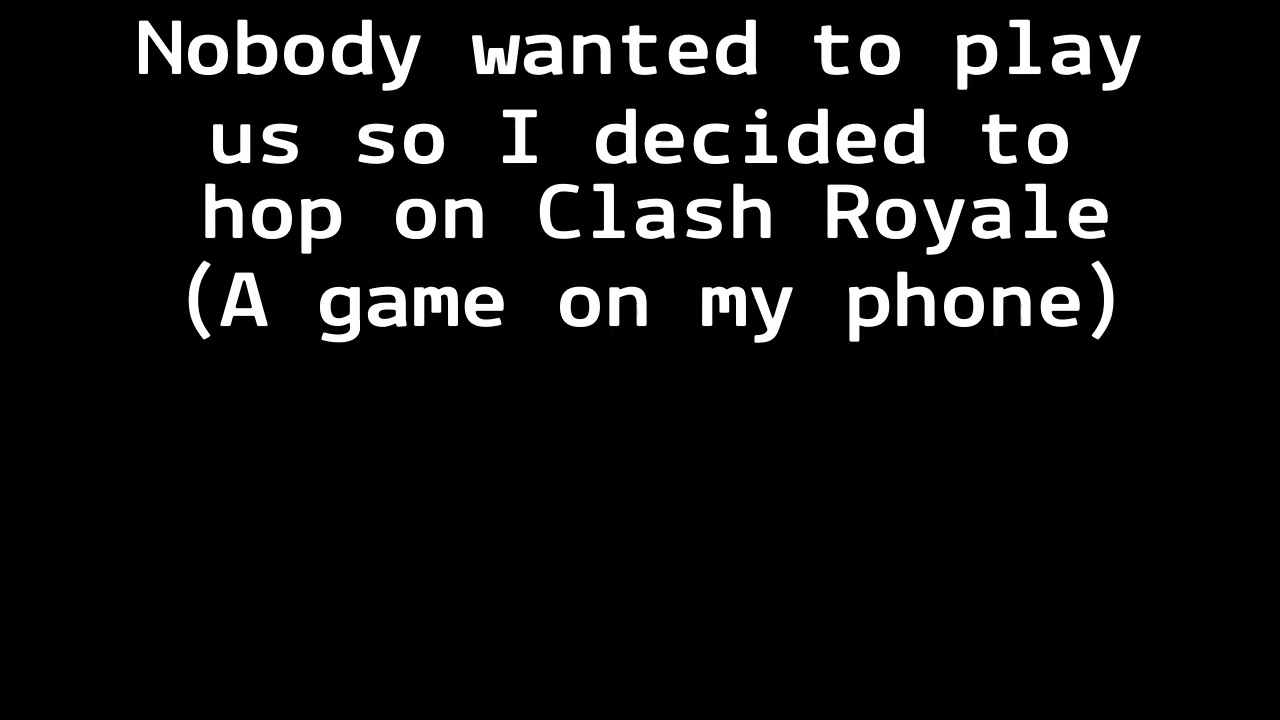 Nobody wanted to play
us so I decided to
hop on Clash Royale
(A game on my phone)